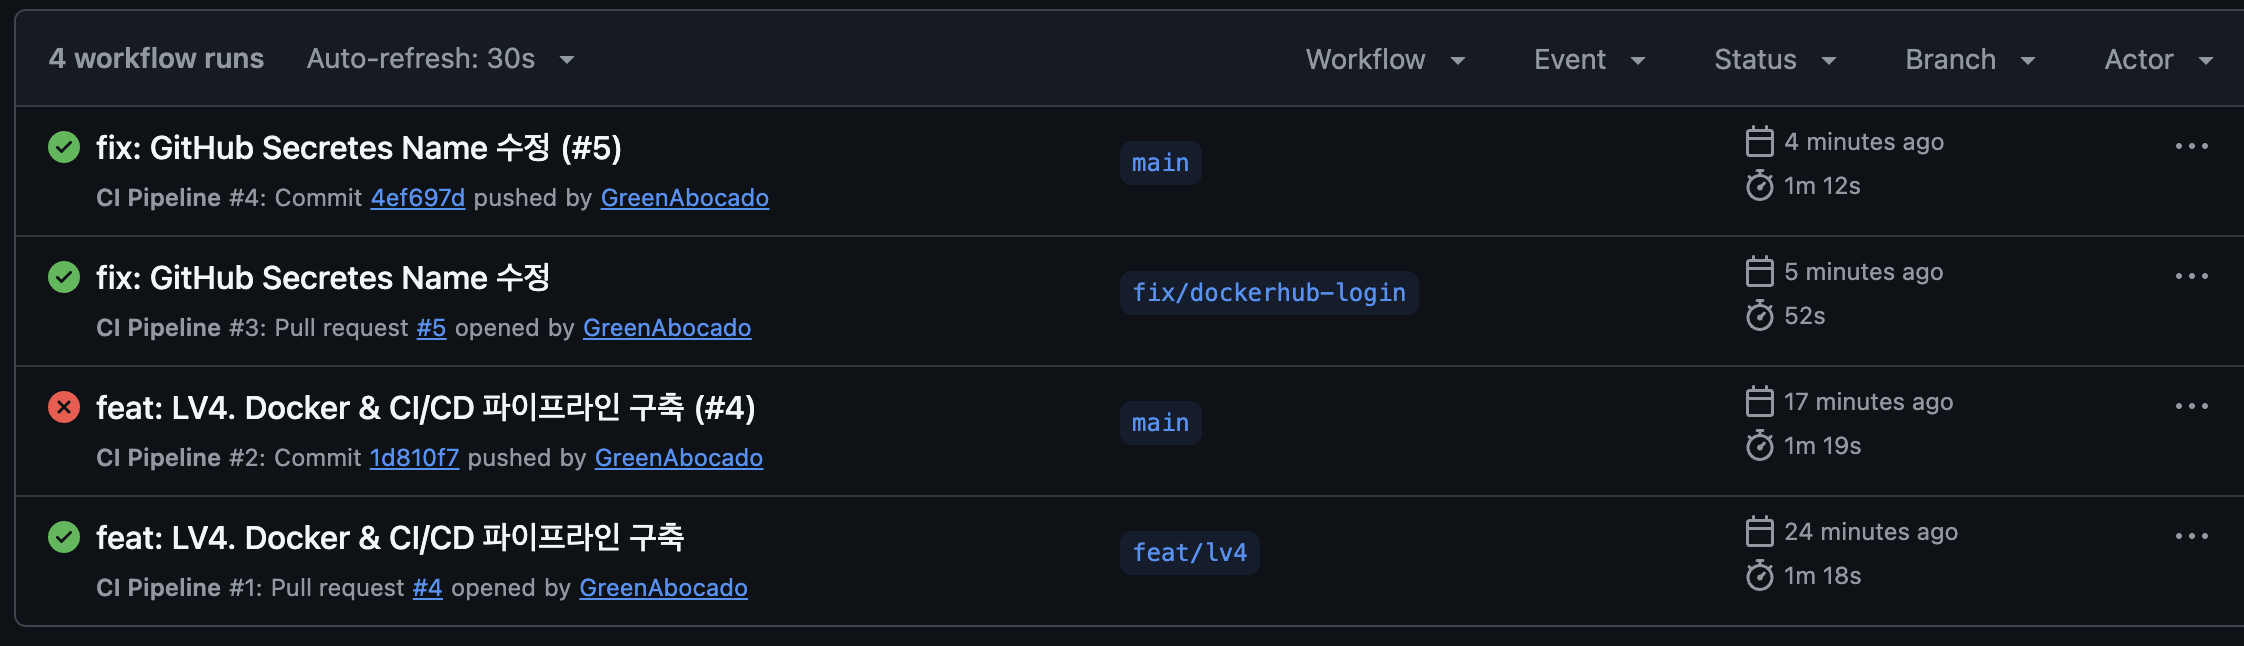 4 workflow runs Auto-refresh: 30s Workflow Event Status Branch Actor
fix: GitHub Secretes Name 수정 (#5)
main
4 minutes ago
CI Pipeline #4: Commit 4ef697d pushed by GreenAbocado
1m 12s
fix: GitHub Secretes Name 수정
fix/dockerhub-login
5 minutes ago
CI Pipeline #3: Pull request #5 opened by GreenAbocado
52s
feat: LV4. Docker & CI/CD 파이프라인 구축 (#4)
main
17 minutes ago
CI Pipeline #2: Commit 1d810f7 pushed by GreenAbocado
1m 19s
feat: LV4. Docker & CI/CD 파이프라인 구축
feat/lv4
24 minutes ago
CI Pipeline #1: Pull request #4 opened by GreenAbocado
1m 18s